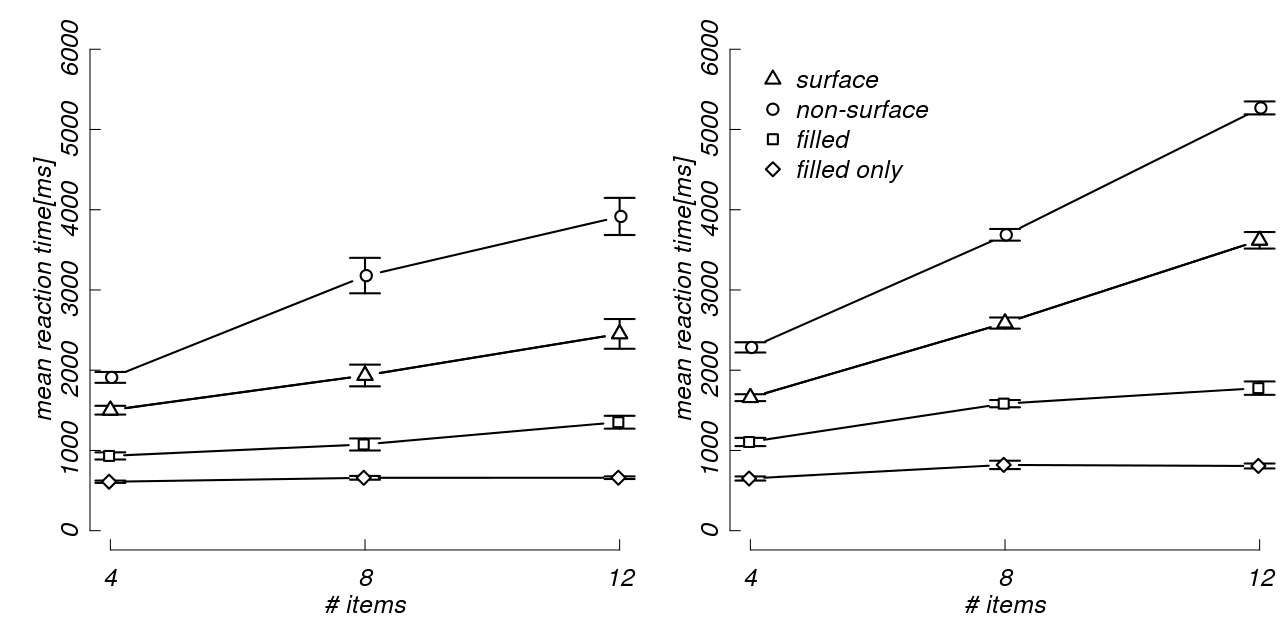 6000
5000
4000
3000
2000
1000
0
mean reaction time[ms]
4 8 12
# items
6000
5000
4000
3000
2000
1000
0
mean reaction time[ms]
surface
non-surface
filled
filled only
4 8 12
# items